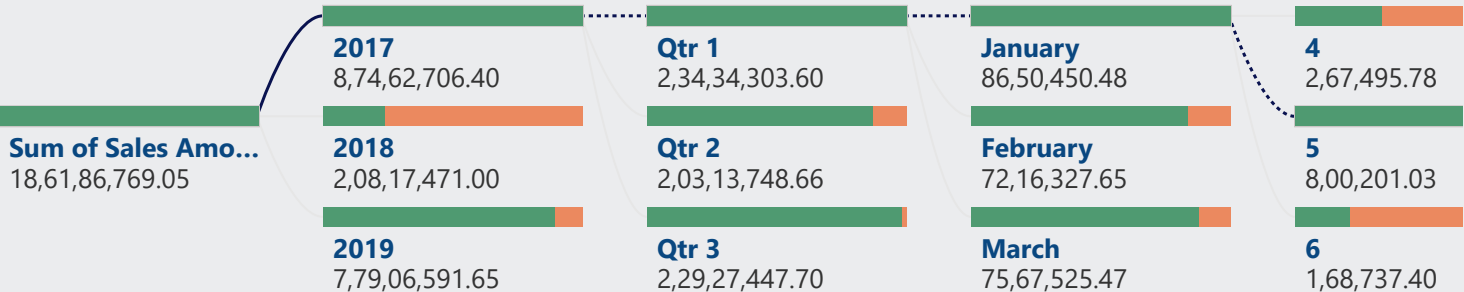 Sum of Sales Amo...
18,61,86,769.05
2017
8,74,62,706.40
2018
2,08,17,471.00
2019
7,79,06,591.65
Qtr 1
2,34,34,303.60
Qtr 2
2,03,13,748.66
Qtr 3
2,29,27,447.70
January
86,50,450.48
February
72,16,327.65
March
75,67,525.47
4
2,67,495.78
5
8,00,201.03
6
1,68,737.40